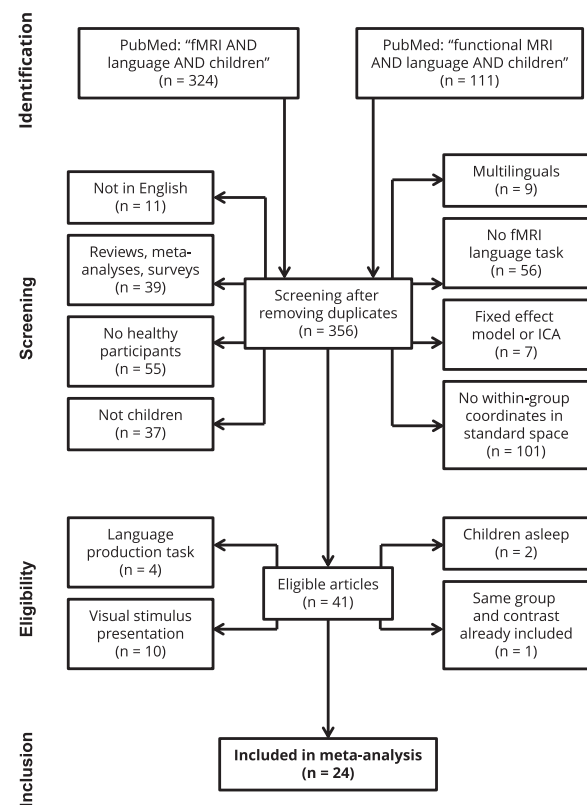 Identification
PubMed: “fMRI AND
language AND children”
(n = 324)
PubMed: “functional MRI
AND language AND children”
(n = 111)
Screening
Not in English
(n = 11)
Reviews, meta-
analyses, surveys
(n = 39)
No healthy
participants
(n = 55)
Not children
(n = 37)
Screening after
removing duplicates
(n = 356)
Multilinguals
(n = 9)
No fMRI
language task
(n = 56)
Fixed effect
model or ICA
(n = 7)
No within-group
coordinates in
standard space
(n = 101)
Eligibility
Language
production task
(n = 4)
Visual stimulus
presentation
(n = 10)
Eligible articles
(n = 41)
Children asleep
(n = 2)
Same group
and contrast
already included
(n = 1)
Inclusion
Included in meta-analysis
(n = 24)